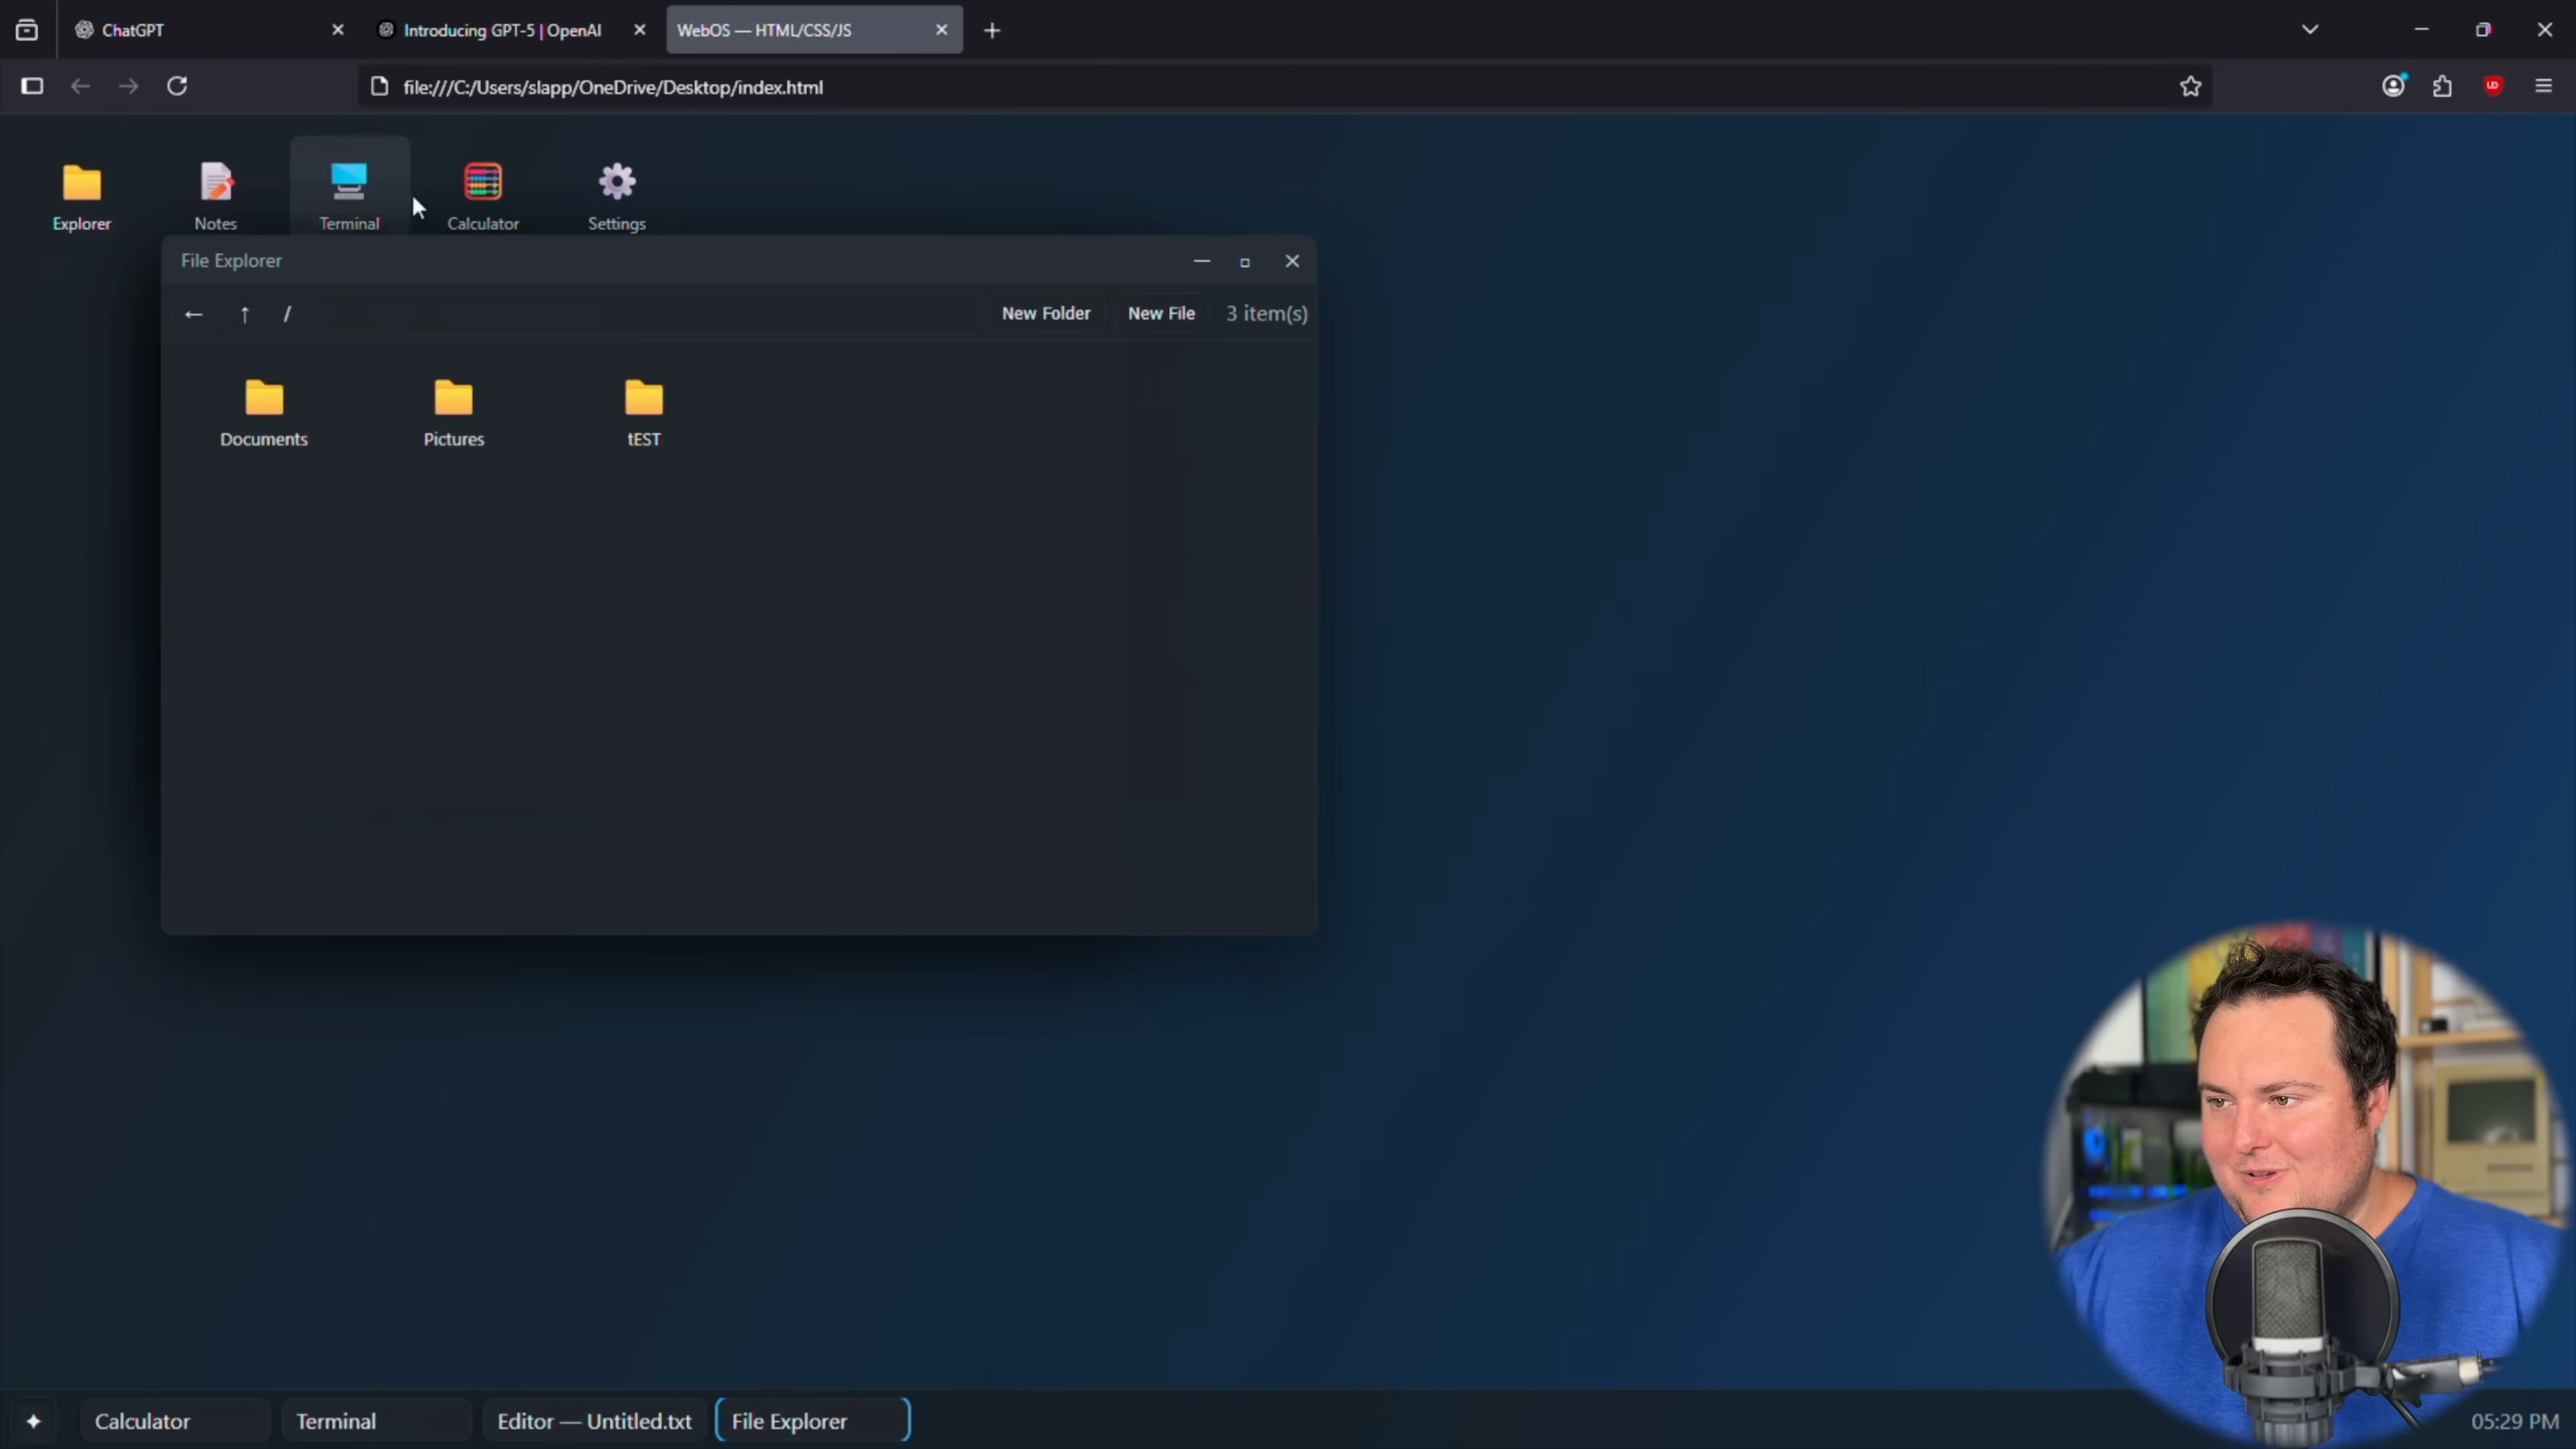 ChatGPT
Introducing GPT-5 | OpenAI
WebOS — HTML/CSS/JS
file:///C:/Users/slapp/OneDrive/Desktop/index.html
Explorer
Notes
Terminal
Calculator
Settings
File Explorer
/
New Folder
New File
3 item(s)
Documents
Pictures
tEST
Calculator
Terminal
Editor — Untitled.txt
File Explorer
05:29 PM